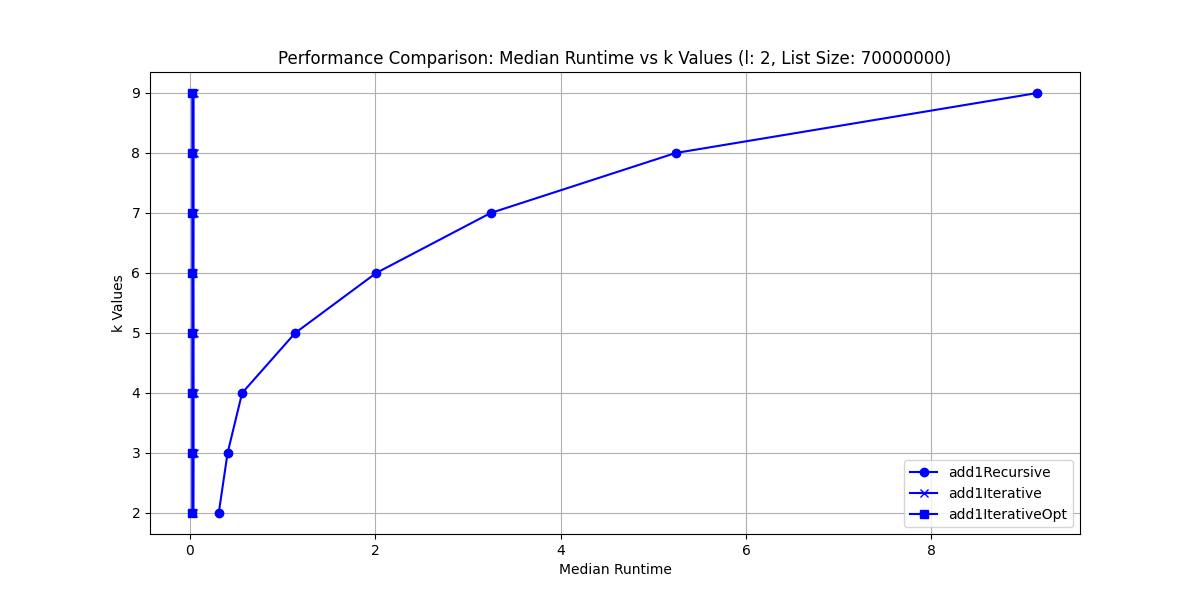 Performance Comparison: Median Runtime vs k Values (l: 2, List Size: 70000000)
9
8
7
6
5
4
3
2
k Values
add1Recursive
add1Iterative
add1IterativeOpt
0
2
4
6
8
Median Runtime